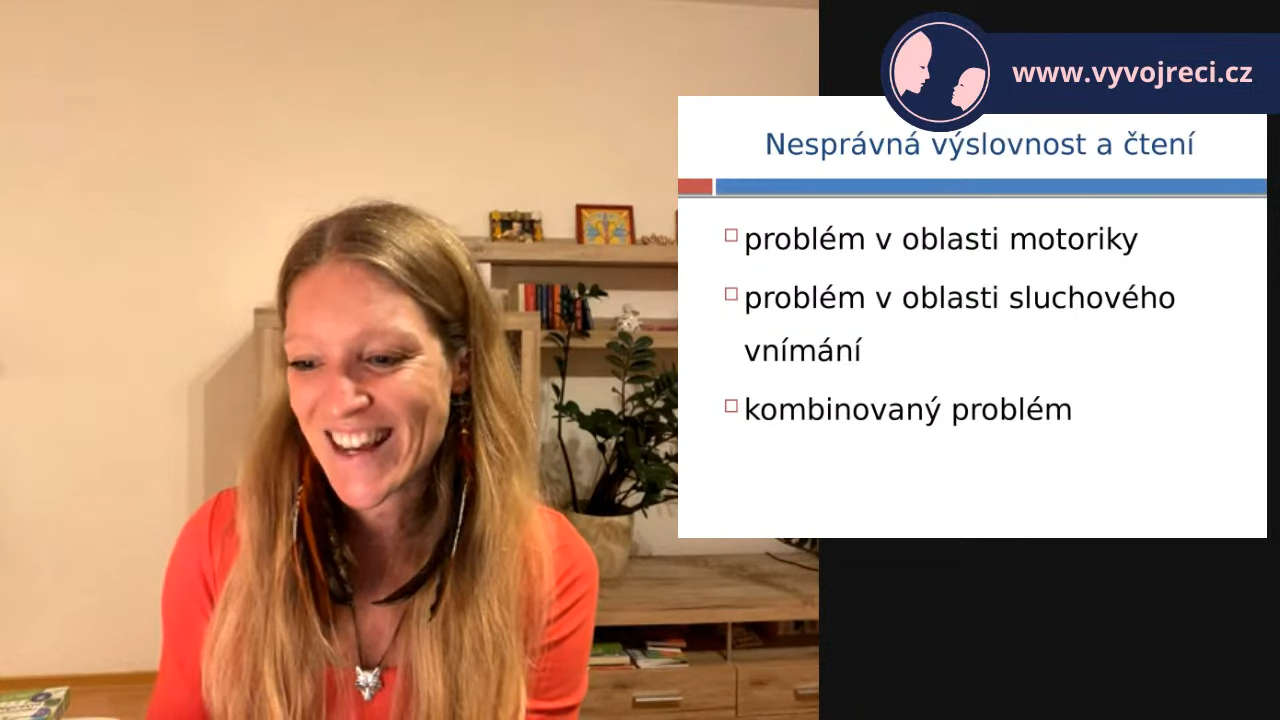 www.vyvojreci.cz
Nesprávná výslovnost a čtení
problém v oblasti motoriky
problém v oblasti sluchového
vnímání
kombinovaný problém